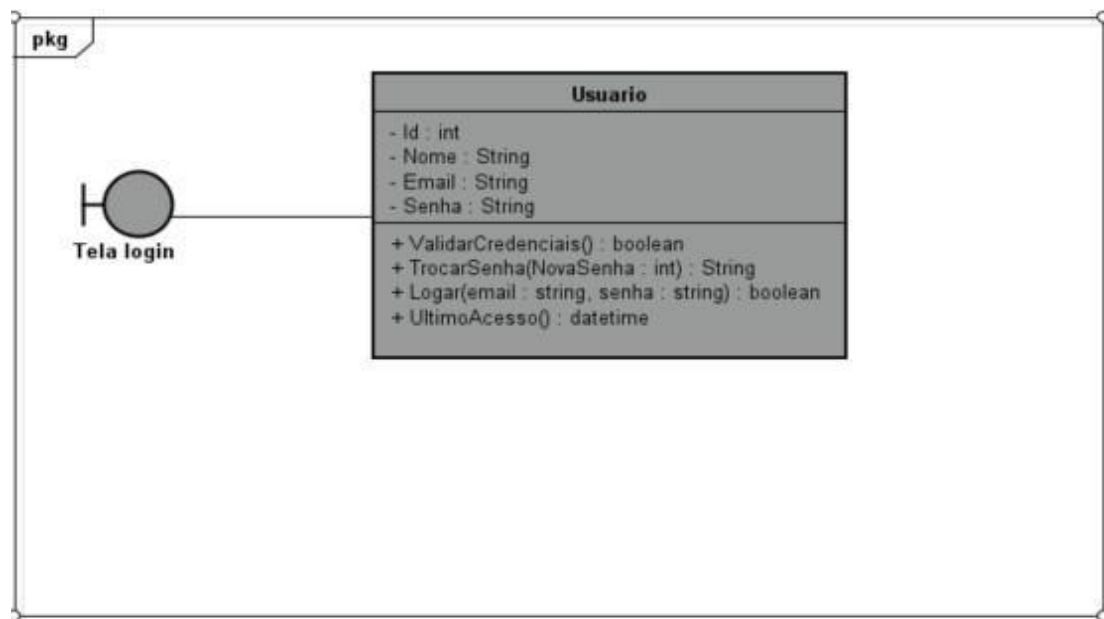 pkg
Usuario
- Id : int
- Nome : String
- Email : String
- Senha : String
+ ValidarCredenciais() : boolean
+ TrocarSenha(NovaSenha : int) : String
+ Logar(email : string, senha : string) : boolean
+ UltimoAcesso() : datetime
Tela login